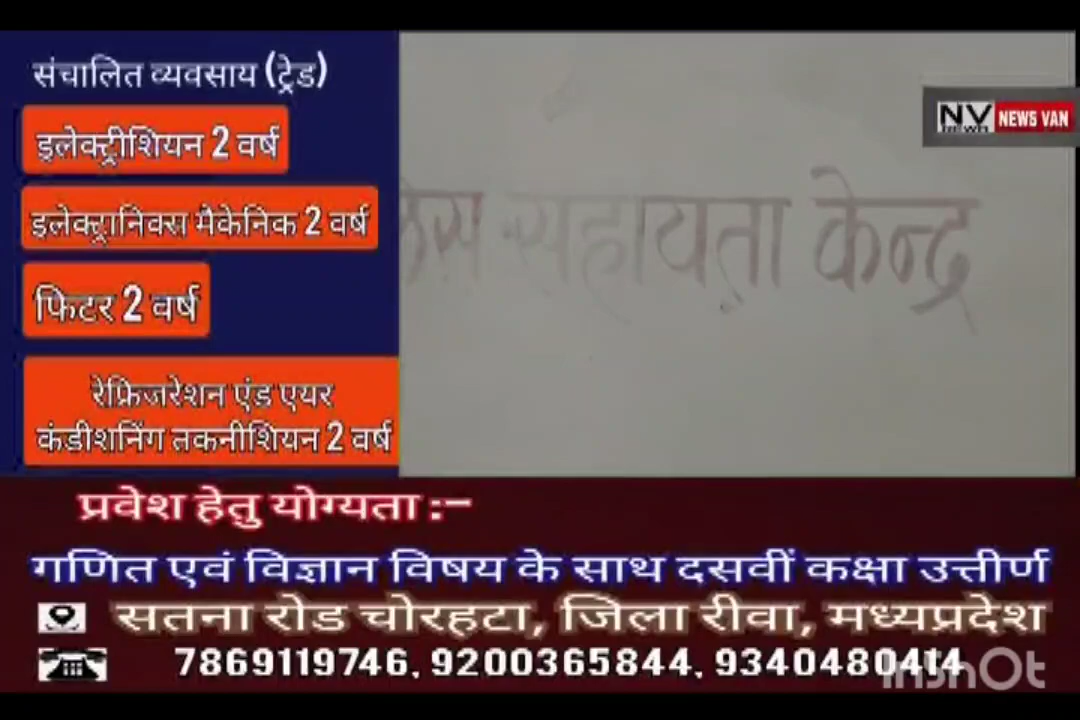 संचालित व्यवसाय (ट्रेड)
इलेक्ट्रीशियन 2 वर्ष
इलेक्ट्रानिक्स मैकेनिक 2 वर्ष
फिटर 2 वर्ष
रेफ्रिजरेशन एंड एयर
कंडीशनिंग तकनीशियन 2 वर्ष
NV NEWS VAN
सहायता केन्द्र
प्रवेश हेतु योग्यता :-
गणित एवं विज्ञान विषय के साथ दसवीं कक्षा उत्तीर्ण
सतना रोड चोरहटा, जिला रीवा, मध्यप्रदेश
7869119746, 9200365844, 9340480414
InShOt